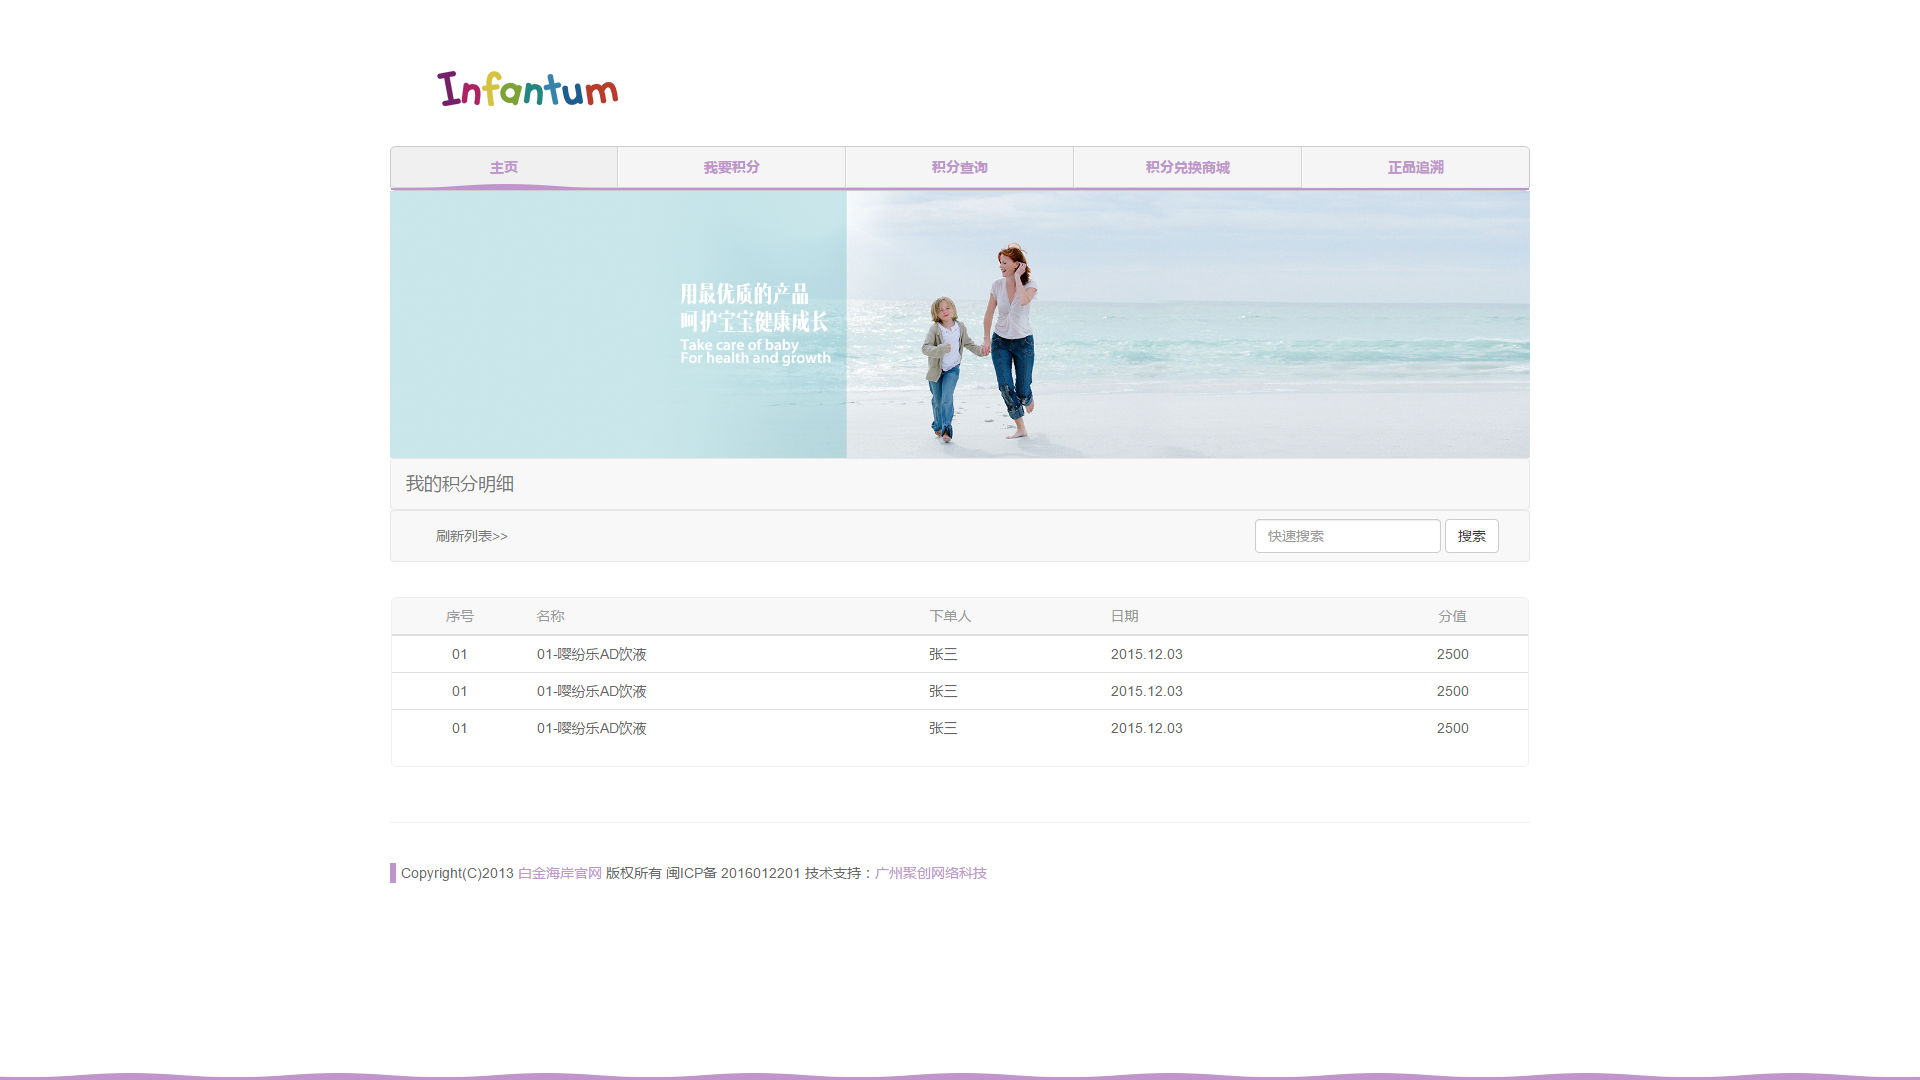 Infantum
主页 我要积分 积分查询 积分兑换商城 正品追溯
用最优质的产品
呵护宝宝健康成长
Take care of baby
For health and growth
我的积分明细
刷新列表>> 快速搜索 搜索
序号 名称 下单人 日期 分值
01 01-嘤纷乐AD饮液 张三 2015.12.03 2500
01 01-嘤纷乐AD饮液 张三 2015.12.03 2500
01 01-嘤纷乐AD饮液 张三 2015.12.03 2500
Copyright(C)2013 白金海岸官网 版权所有 闽ICP备 2016012201 技术支持：广州聚创网络科技